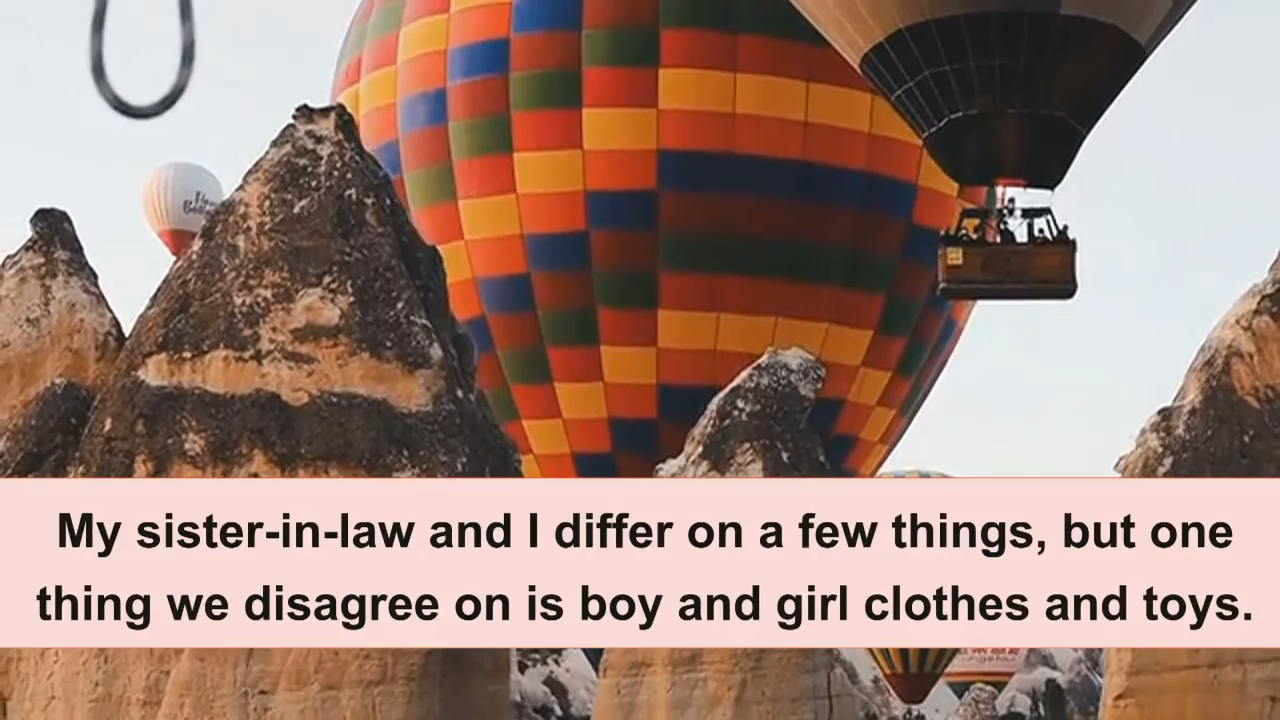 My sister-in-law and I differ on a few things, but one
thing we disagree on is boy and girl clothes and toys.